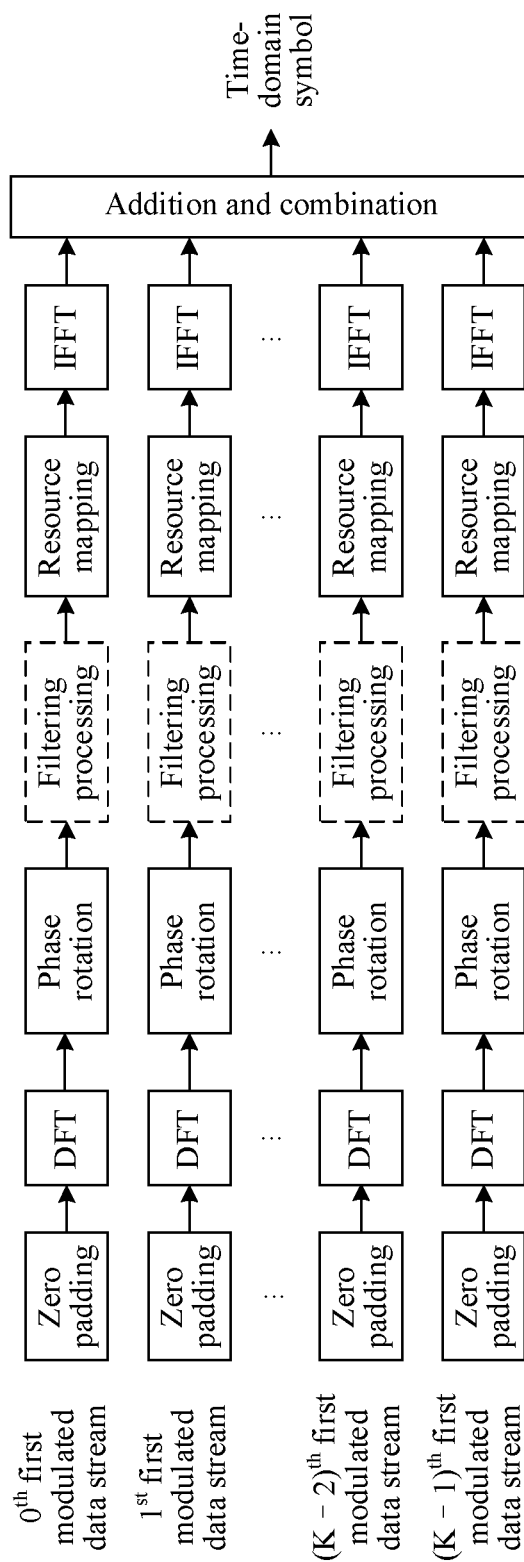 0th first
modulated
data stream
Zero
padding
DFT
Phase
rotation
Filtering
processing
Resource
mapping
IFFT
1st first
modulated
data stream
Zero
padding
DFT
Phase
rotation
Filtering
processing
Resource
mapping
IFFT
...
...
...
...
...
...
(K − 2)th first
modulated
data stream
Zero
padding
DFT
Phase
rotation
Filtering
processing
Resource
mapping
IFFT
(K − 1)th first
modulated
data stream
Zero
padding
DFT
Phase
rotation
Filtering
processing
Resource
mapping
IFFT
Addition and combination
Time-
domain
symbol